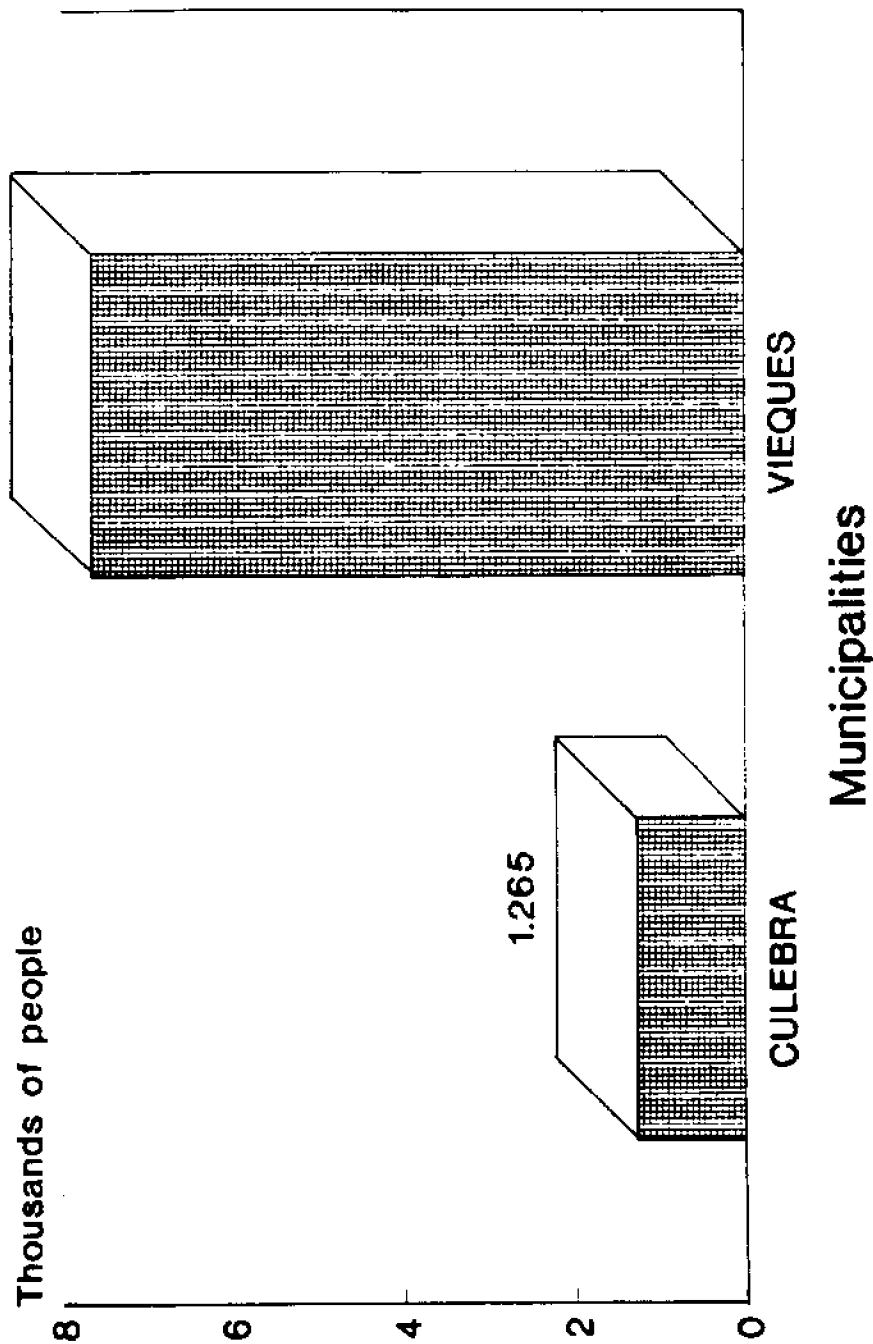 Thousands of people
8
6
4
2
0
1.265
CULEBRA
VIEQUES
Municipalities